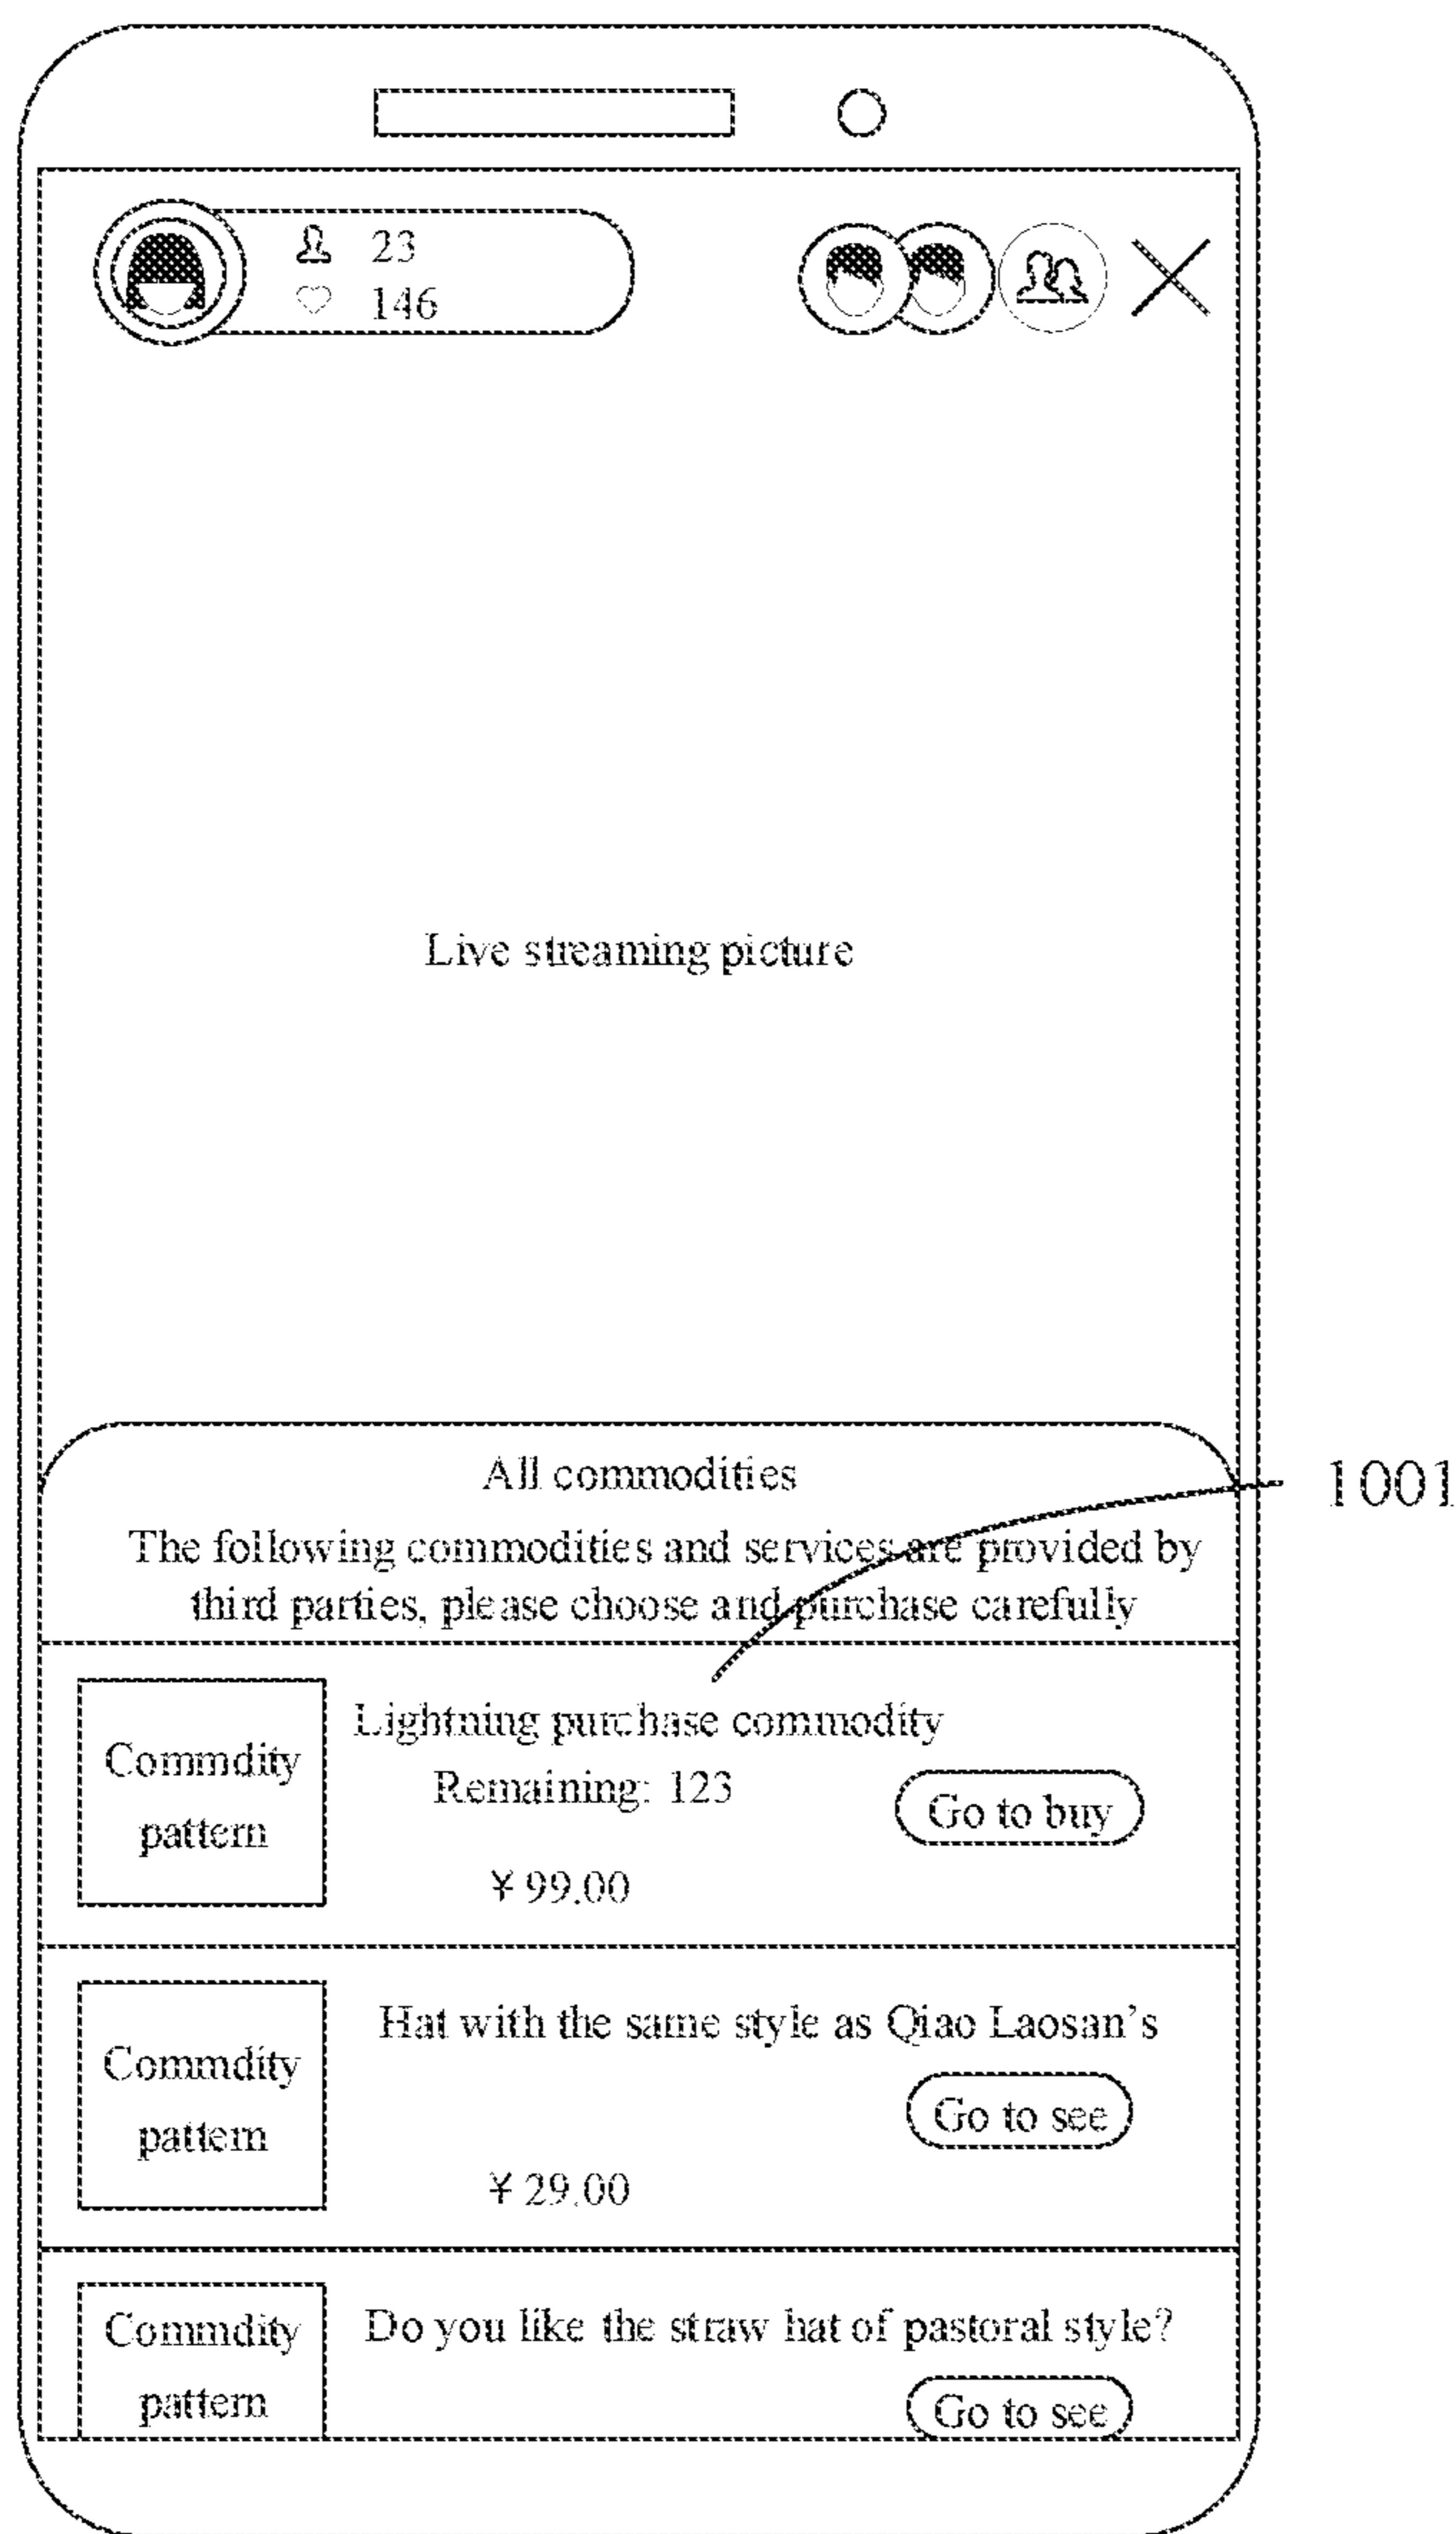 23
146
Live streaming picture
All commodities
1001
The following commodities and services are provided by
third parties, please choose and purchase carefully
Commdity
pattern
Lightning purchase commodity
Remaining: 123
Go to buy
¥ 99.00
Commdity
pattern
Hat with the same style as Qiao Laosan’s
Go to see
¥ 29.00
Commdity
pattern
Do you like the straw hat of pastoral style?
Go to see